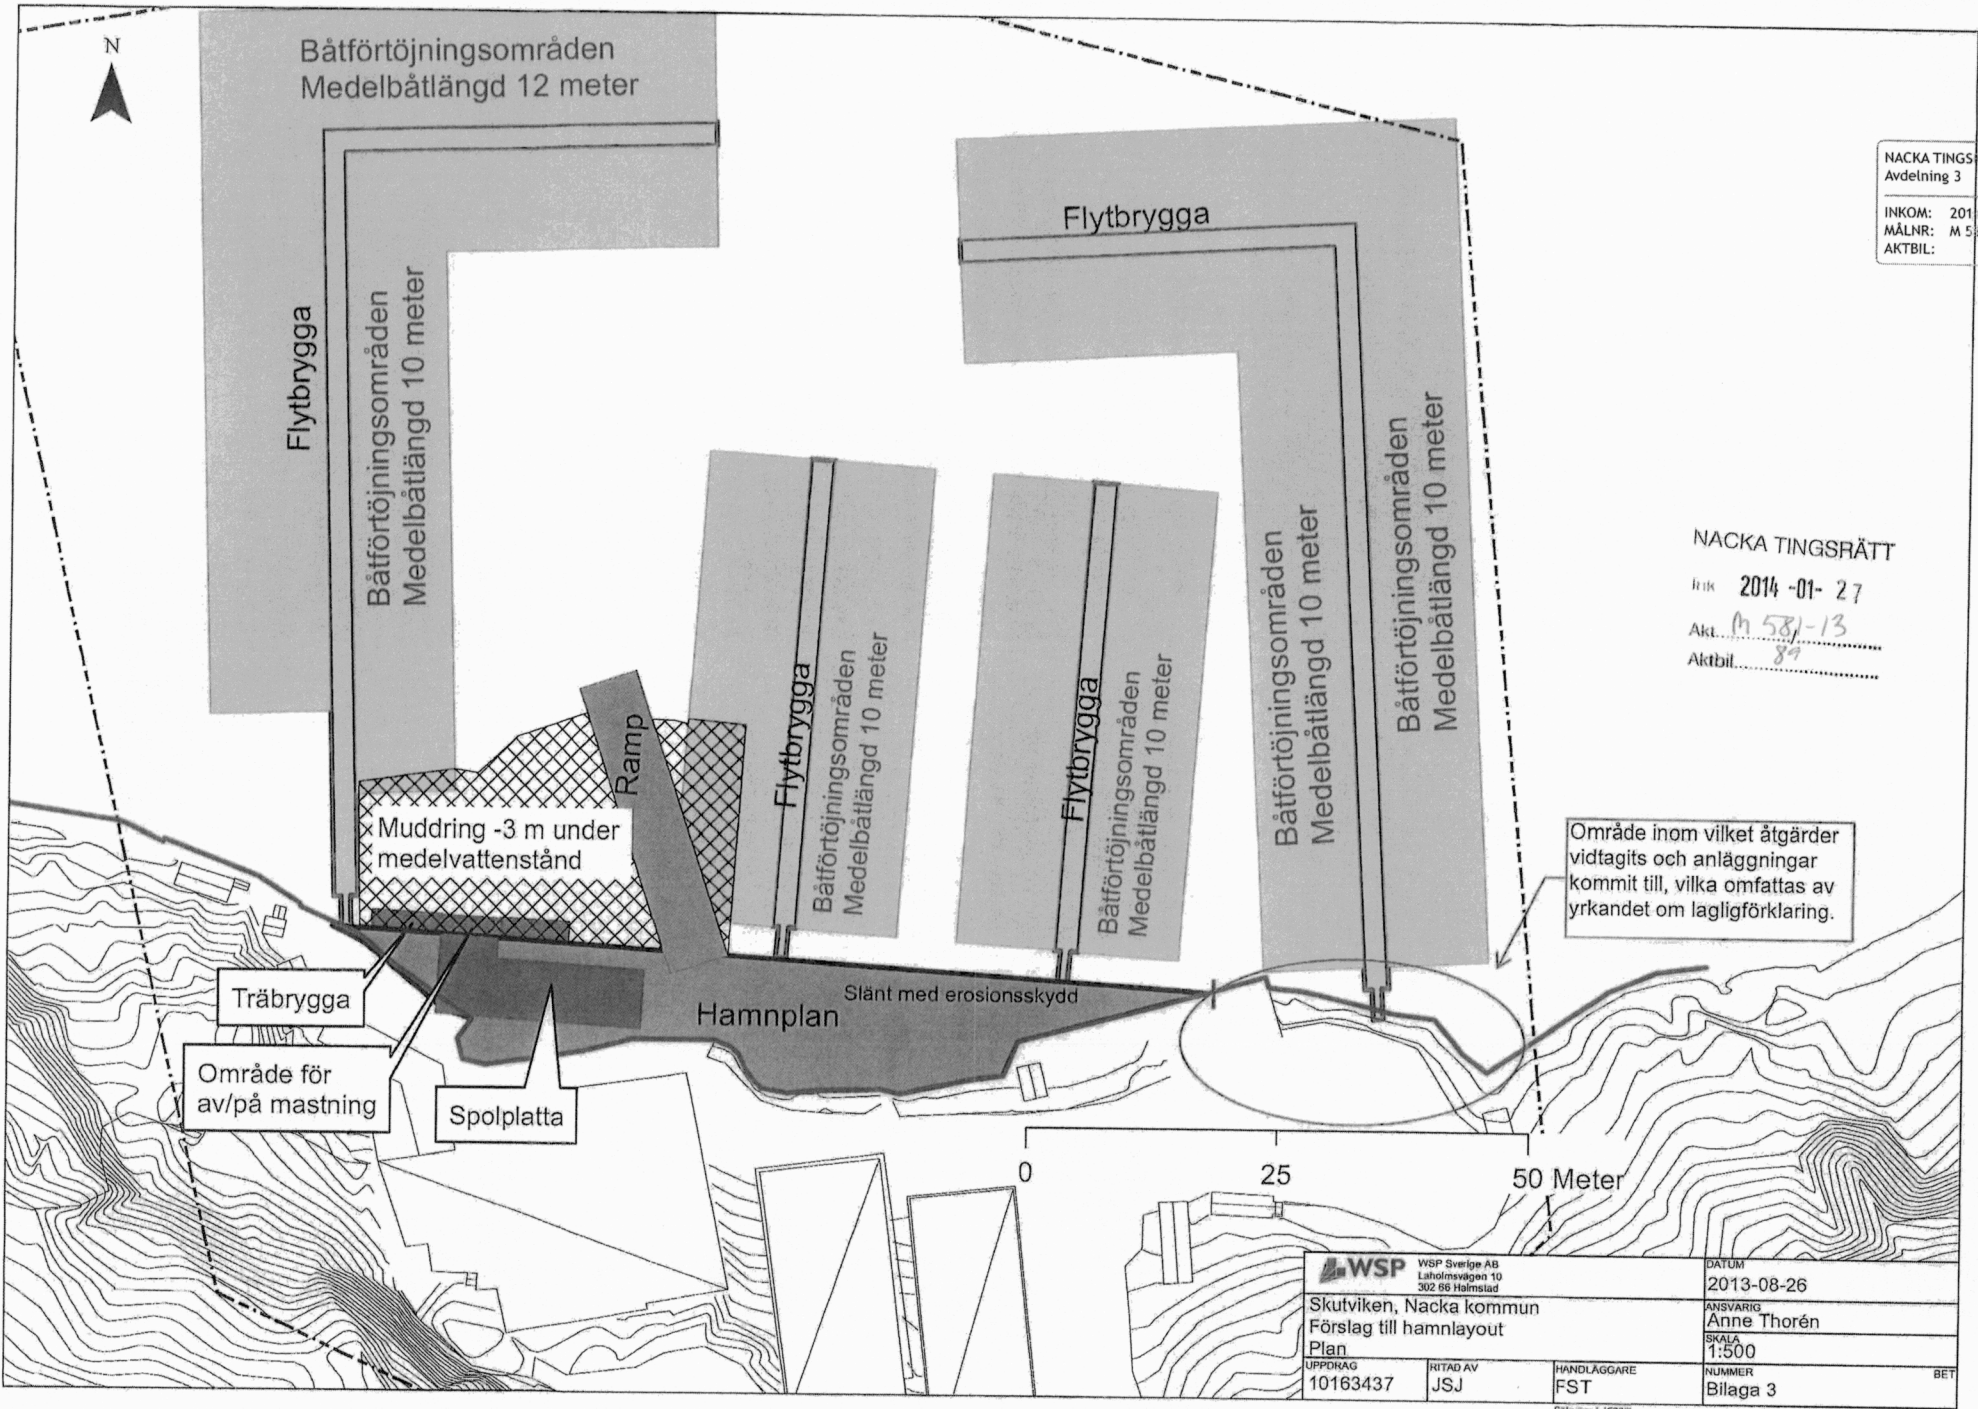 N
Båtförtöjningsområden
Medelbåtlängd 12 meter
Flytbrygga
Båtförtöjningsområden
Medelbåtlängd 10 meter
Flytbrygga
Båtförtöjningsområden
Medelbåtlängd 10 meter
Båtförtöjningsområden
Medelbåtlängd 10 meter
Flytbrygga
Båtförtöjningsområden
Medelbåtlängd 10 meter
Flytbrygga
Båtförtöjningsområden
Medelbåtlängd 10 meter
Ramp
Muddring -3 m under
medelvattenstånd
Träbrygga
Område för
av/på mastning
Spolplatta
Hamnplan
Slänt med erosionsskydd
Område inom vilket åtgärder
vidtagits och anläggningar
kommit till, vilka omfattas av
yrkandet om lagligförklaring.
0 25 50 Meter
NACKA TINGS
Avdelning 3
INKOM: 201
MÅLNR: M 5
AKTBIL:
NACKA TINGSRÄTT
Ink 2014 -01- 27
Akt. M 581-13
Aktbil. 89
WSP
WSP Sverige AB
Laholmsvägen 10
302 66 Halmstad
DATUM
2013-08-26
Skutviken, Nacka kommun
Förslag till hamnlayout
Plan
ANSVARIG
Anne Thorén
SKALA
1:500
UPPDRAG
10163437
RITAD AV
JSJ
HANDLÄGGARE
FST
NUMMER
Bilaga 3
BET